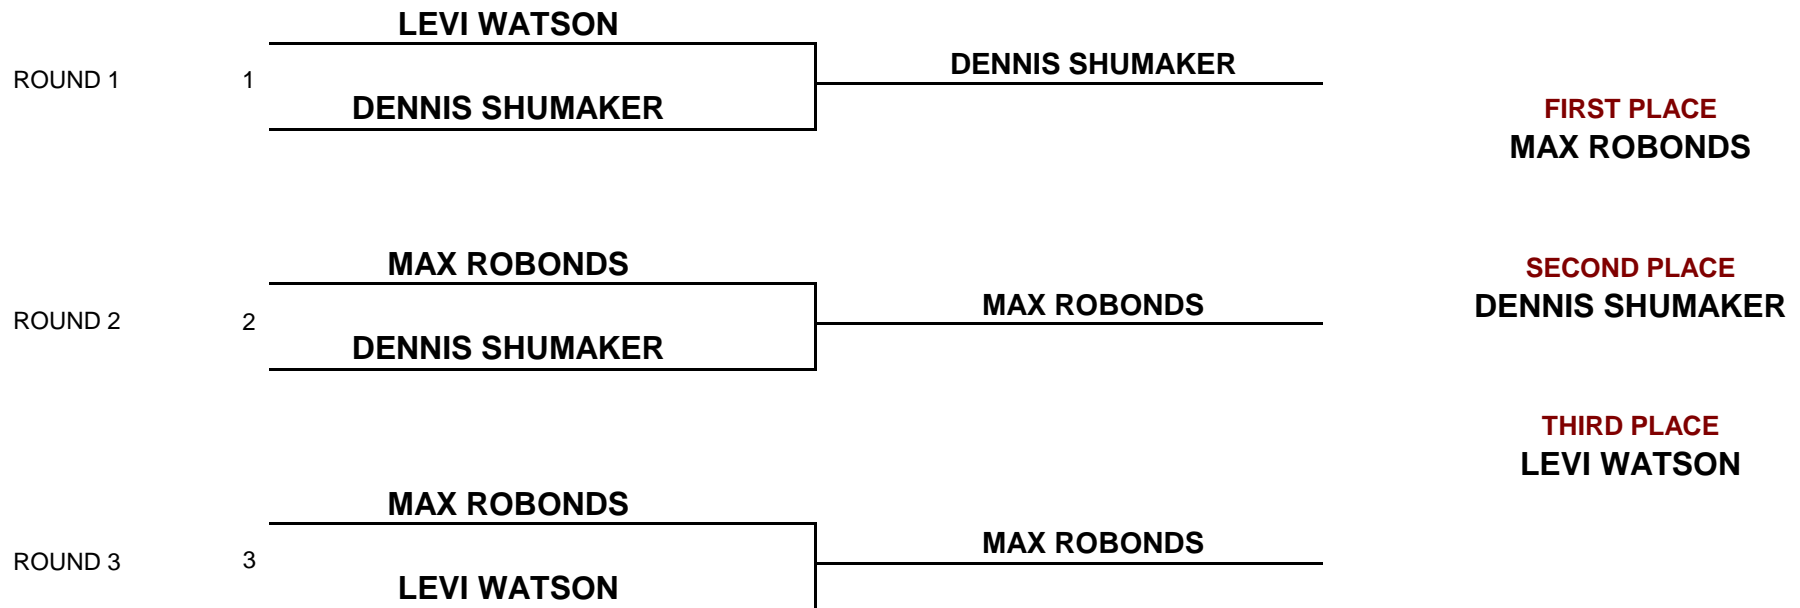 LEVI WATSON
ROUND 1
1
DENNIS SHUMAKER
DENNIS SHUMAKER
FIRST PLACE
MAX ROBONDS
MAX ROBONDS
ROUND 2
2
MAX ROBONDS
DENNIS SHUMAKER
SECOND PLACE
DENNIS SHUMAKER
THIRD PLACE
LEVI WATSON
MAX ROBONDS
ROUND 3
3
MAX ROBONDS
LEVI WATSON